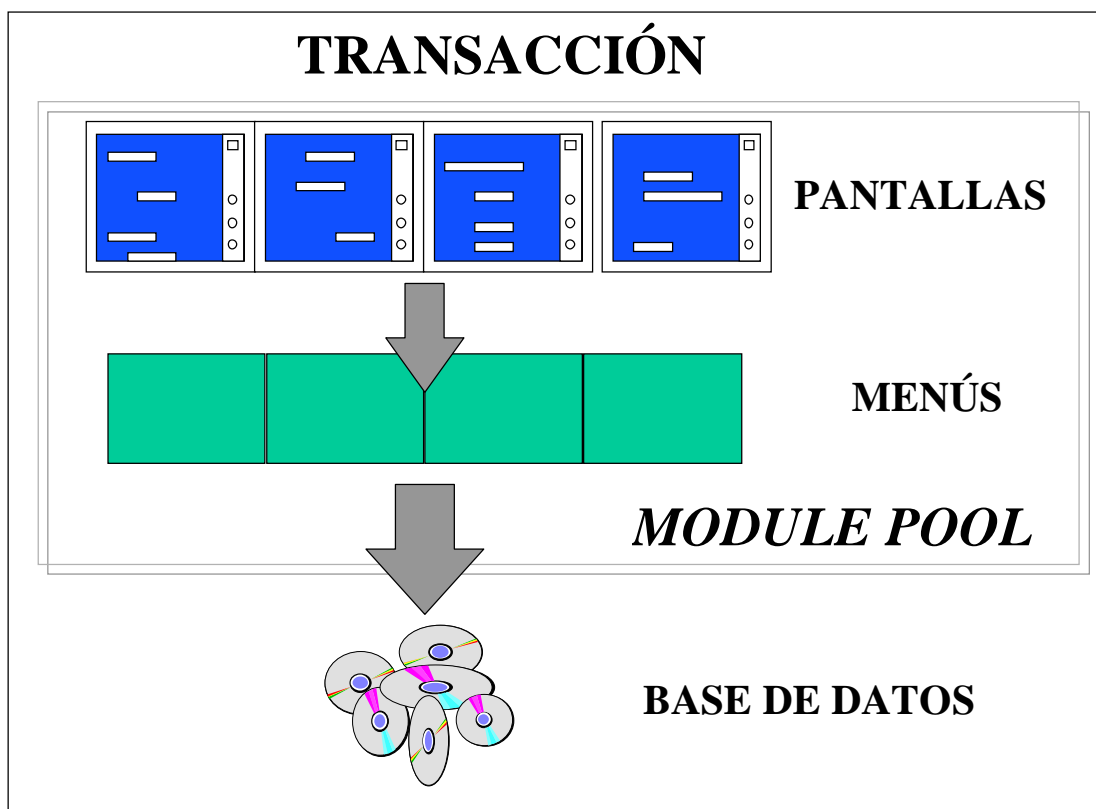 TRANSACCIÓN
PANTALLAS
MENÚS
MODULE POOL
BASE DE DATOS